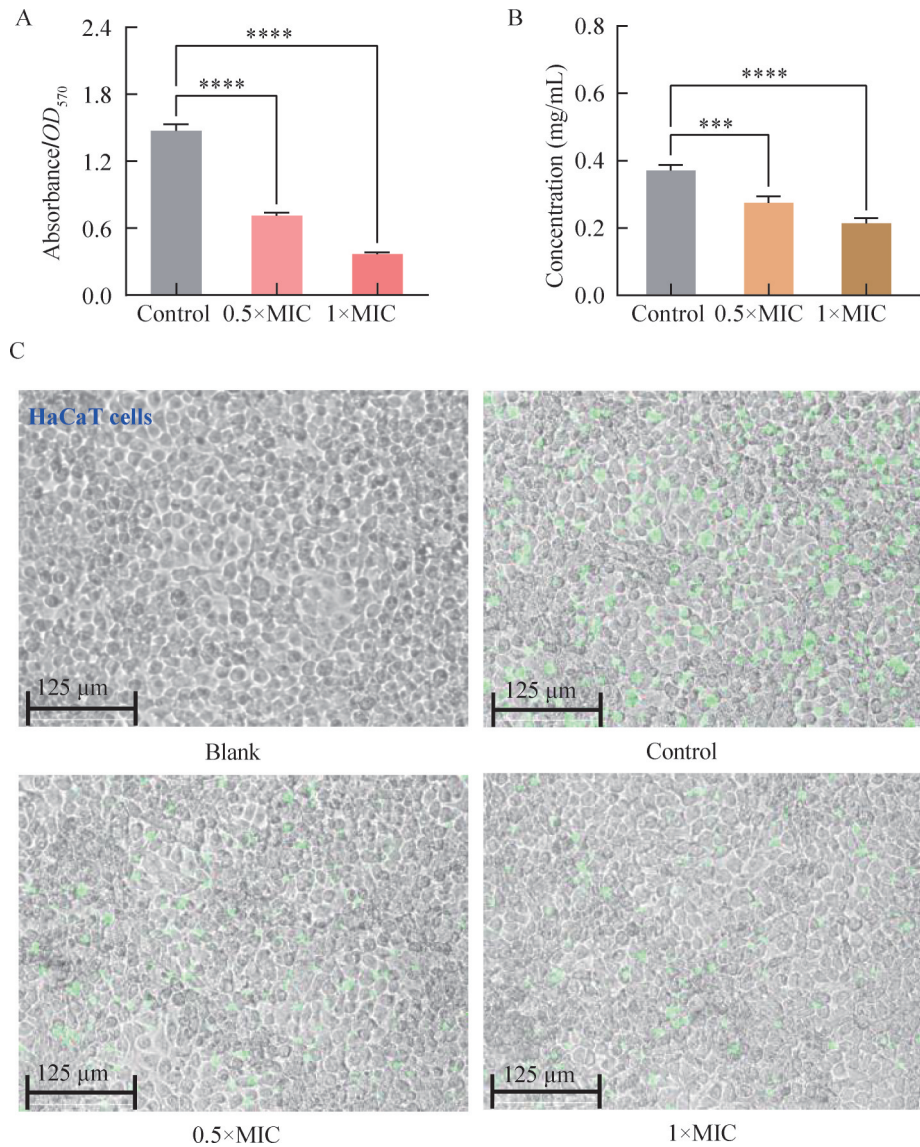 A
Absorbance/OD570
2.4
1.8
1.2
0.6
0.0
****
****
Control
0.5×MIC
1×MIC
B
Concentration (mg/mL)
0.8
0.6
0.4
0.2
0.0
****
***
Control
0.5×MIC
1×MIC
C
HaCaT cells
125 μm
Blank
125 μm
Control
125 μm
0.5×MIC
125 μm
1×MIC